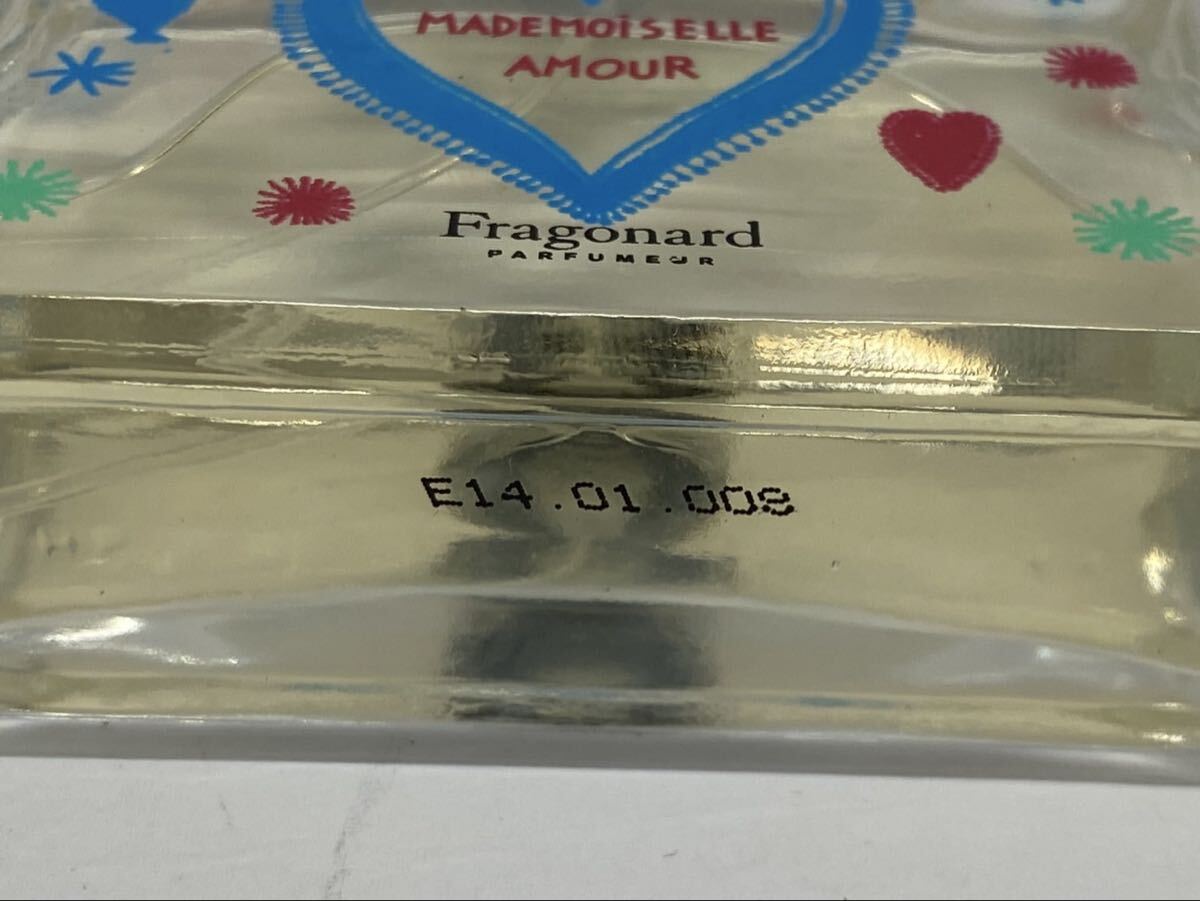 MADEMOISELLE
AMOUR
Fragonard
PARFUMEUR
E14.01.008